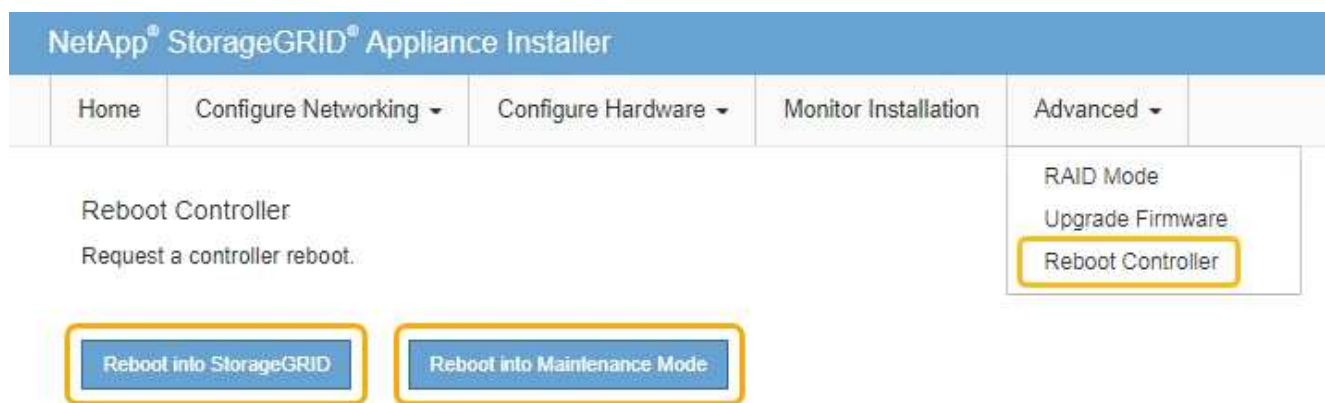 NetApp® StorageGRID® Appliance Installer
Home Configure Networking Configure Hardware Monitor Installation Advanced
RAID Mode
Upgrade Firmware
Reboot Controller
Reboot Controller
Request a controller reboot.
Reboot into StorageGRID Reboot into Maintenance Mode